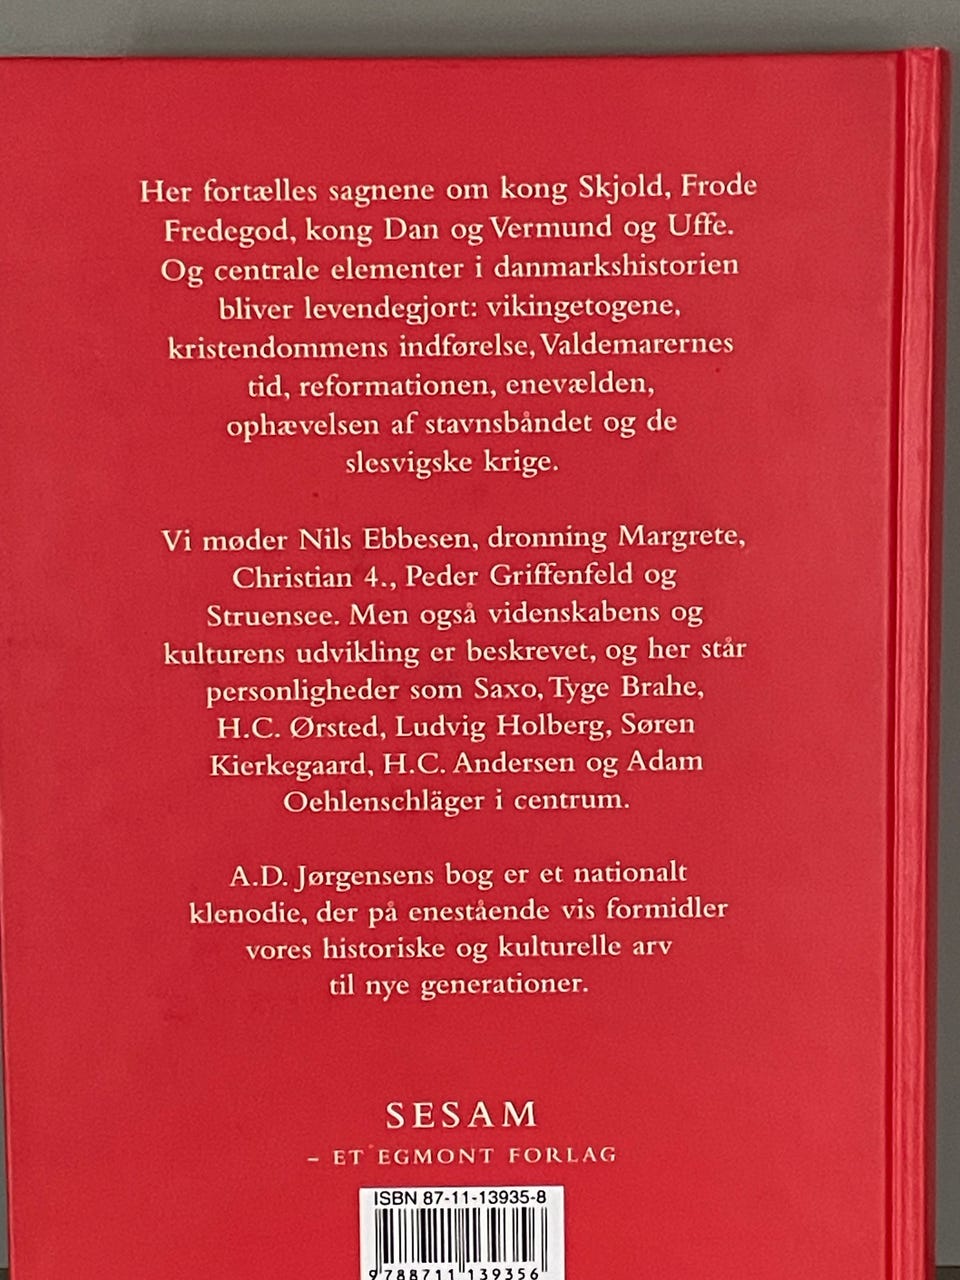 Her fortælles sagnene om kong Skjold, Frode
Fredegod, kong Dan og Vermund og Uffe.
Og centrale elementer i danmarkshistorien
bliver levendegjort: vikingetogene,
kristendommens indførelse, Valdemarernes
tid, reformationen, enevælden,
ophævelsen af stavnsbåndet og de
slesvigske krige.
Vi møder Nils Ebbesen, dronning Margrete,
Christian 4., Peder Griffenfeld og
Struensee. Men også videnskabens og
kulturens udvikling er beskrevet, og her står
personligheder som Saxo, Tyge Brahe,
H.C. Ørsted, Ludvig Holberg, Søren
Kierkegaard, H.C. Andersen og Adam
Oehlenschläger i centrum.
A.D. Jørgensens bog er et nationalt
klenodie, der på enestående vis formidler
vores historiske og kulturelle arv
til nye generationer.
SESAM
– ET EGMONT FORLAG
ISBN 87-11-13935-8
9 788711 139356